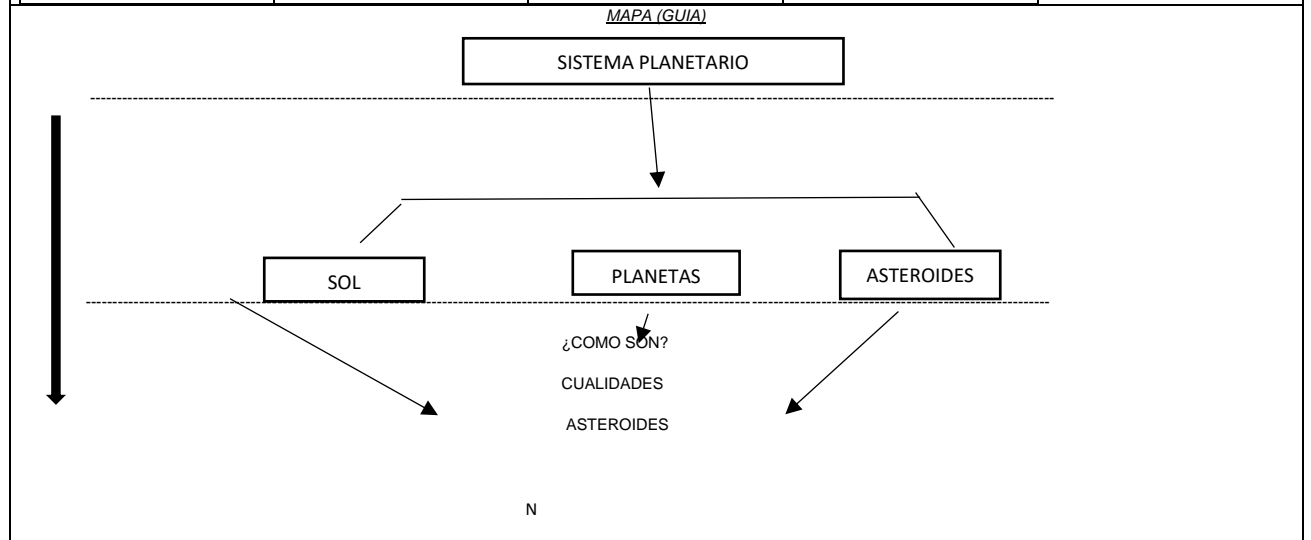 MAPA (GUIA)
SISTEMA PLANETARIO
SOL
PLANETAS
ASTEROIDES
¿COMO SON?
CUALIDADES
ASTEROIDES
N